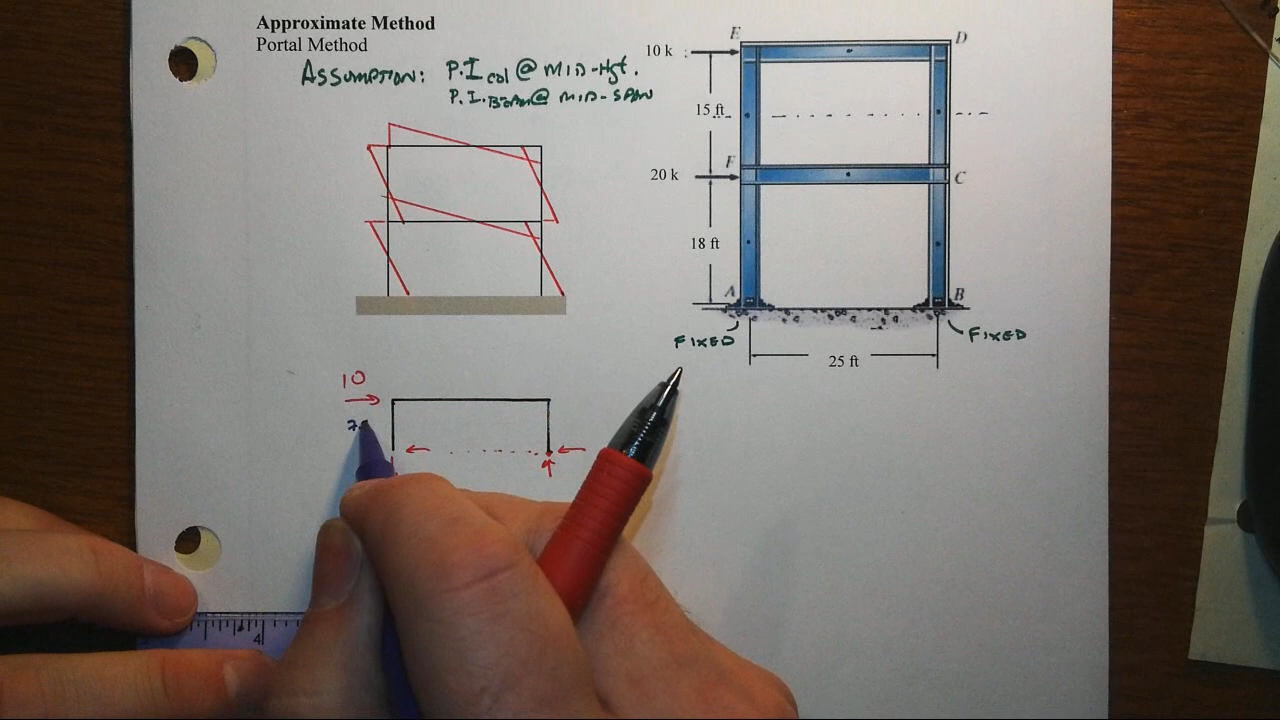 Approximate Method
Portal Method
ASSUMPTION: P.I col @ MID-Hgt.
P.I. BEAM @ MID-SPAN
E
D
10 k
15 ft
F
20 k
C
18 ft
A
B
FIXED
FIXED
25 ft
10
4